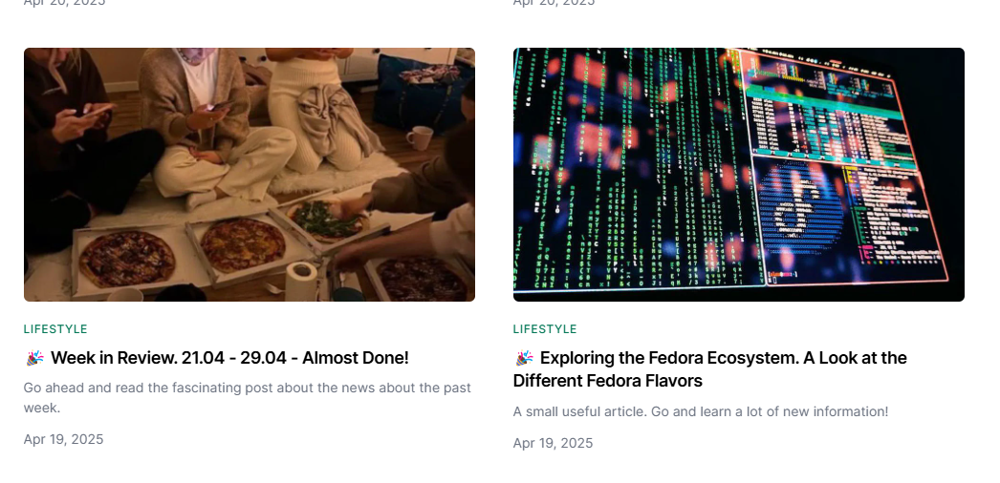 Apr 20, 2025
Apr 20, 2025
LIFESTYLE
🎉 Week in Review. 21.04 - 29.04 - Almost Done!
Go ahead and read the fascinating post about the news about the past
week.
Apr 19, 2025
LIFESTYLE
🎉 Exploring the Fedora Ecosystem. A Look at the
Different Fedora Flavors
A small useful article. Go and learn a lot of new information!
Apr 19, 2025